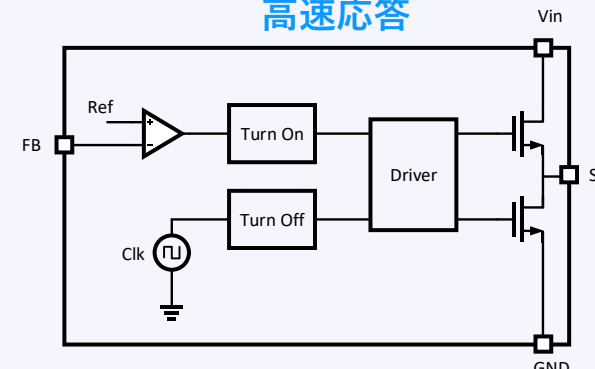 高速応答
Vin
Ref
FB
Turn On
Driver
S
Turn Off
Clk
GND